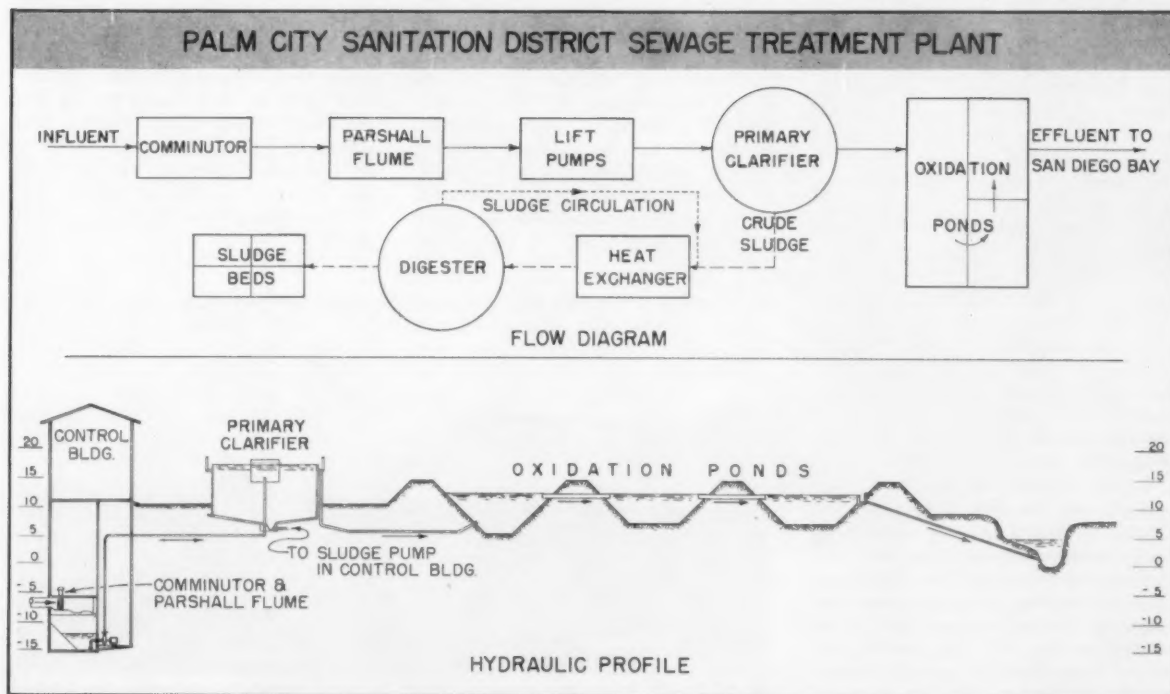 PALM CITY SANITATION DISTRICT SEWAGE TREATMENT PLANT
INFLUENT
COMMINUTOR
PARSHALL
FLUME
LIFT
PUMPS
PRIMARY
CLARIFIER
OXIDATION
PONDS
EFFLUENT TO
SAN DIEGO BAY
SLUDGE CIRCULATION
CRUDE
SLUDGE
SLUDGE
BEDS
DIGESTER
HEAT
EXCHANGER
FLOW DIAGRAM
CONTROL
BLDG.
PRIMARY
CLARIFIER
OXIDATION PONDS
20
15
10
5
0
-5
-10
-15
TO SLUDGE PUMP
IN CONTROL BLDG.
COMMINUTOR &
PARSHALL FLUME
20
15
10
5
0
-5
-10
-15
HYDRAULIC PROFILE